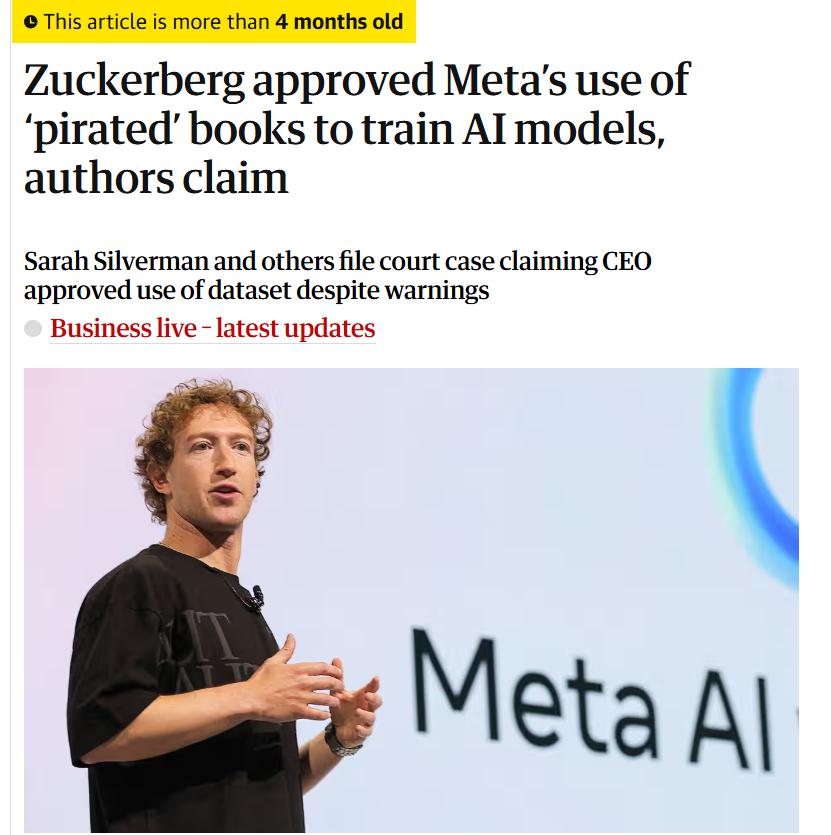 This article is more than 4 months old
Zuckerberg approved Meta’s use of
‘pirated’ books to train AI models,
authors claim
Sarah Silverman and others file court case claiming CEO
approved use of dataset despite warnings
Business live – latest updates
Meta AI